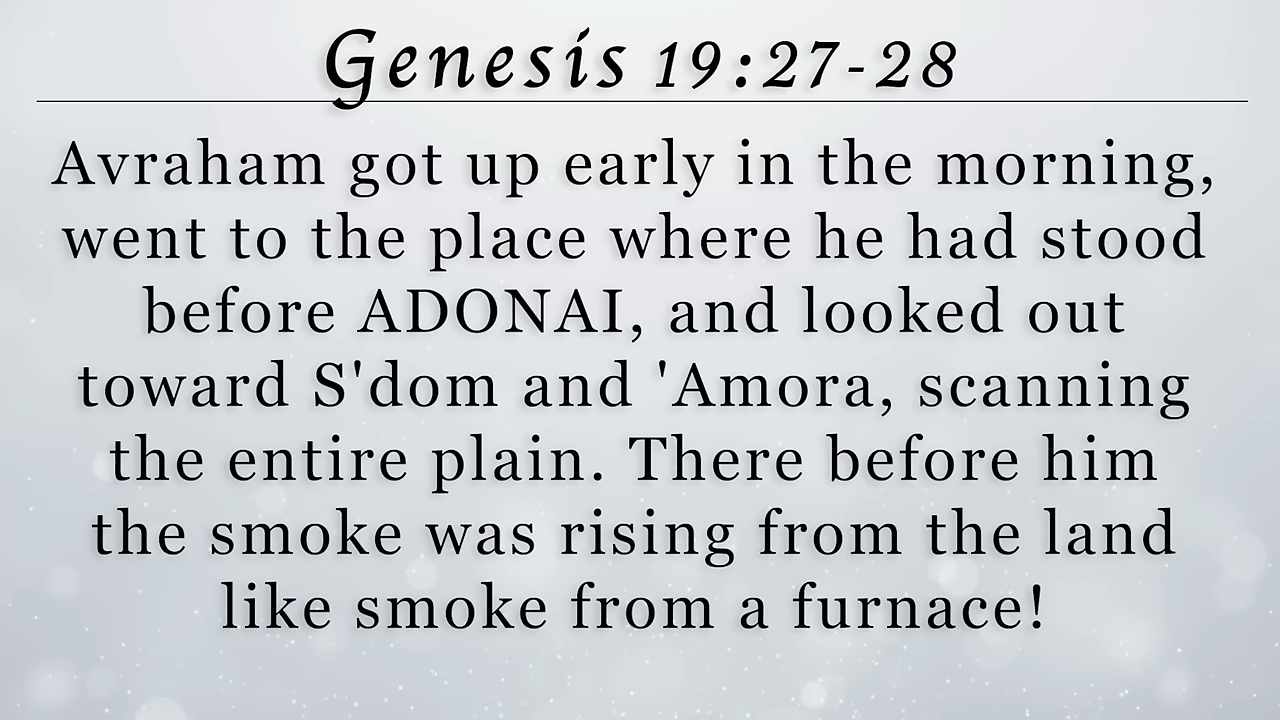 Genesis 19:27-28
Avraham got up early in the morning,
went to the place where he had stood
before ADONAI, and looked out
toward S'dom and 'Amora, scanning
the entire plain. There before him
the smoke was rising from the land
like smoke from a furnace!